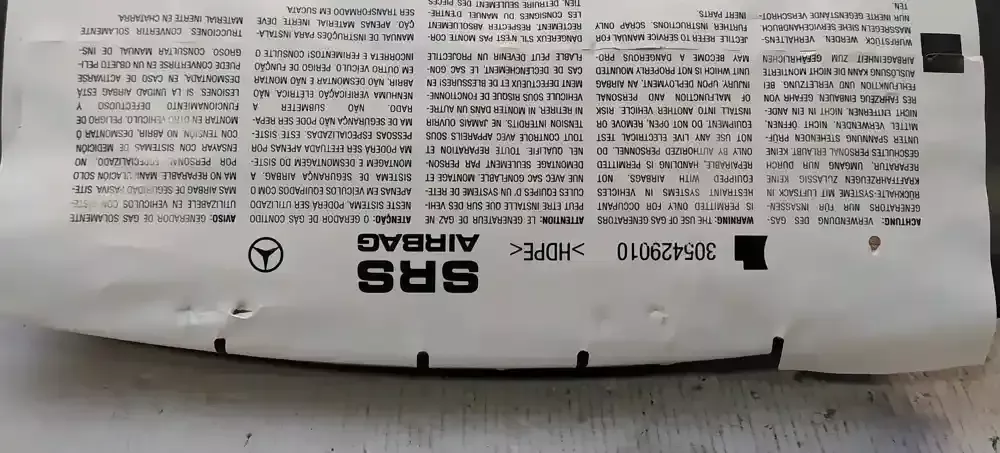 SRS
AIRBAG
305429010 >HDPE<
ACHTUNG: VERWENDUNG DES GAS-
GENERATORS NUR FÜR INSASSEN-
RÜCKHALT-SYSTEME MIT LUFTSACK IN
KRAFTFAHRZEUGEN ZULÄSSIG KEINE
REPARATUR, UMGANG NUR DURCH
GESCHULTES PERSONAL ERLAUBT. KEINE
UNTER SPANNUNG STEHENDEN PRÜF-
MITTEL VERWENDEN. NICHT ÖFFNEN,
NICHT ENTFERNEN, NICHT IN EIN ANDE-
RES FAHRZEUG EINBAUEN. GEFAHR VON
FEHLFUNKTION UND VERLETZUNG. BEI
AUSLÖSUNG KANN DIE NICHT MONTIERTE
AIRBAGEINHEIT ZUM GEFÄHRLICHEN
WURFSTÜCK WERDEN. VERHALTENS-
MASSREGELN SIEHE SERVICEHANDBUCH
NUR INERTE GEGENSTÄNDE VERSCHROT-
TEN.
WARNING: THE USE OF GAS GENERATORS
IS PERMITTED ONLY FOR OCCUPANT
RESTRAINT SYSTEMS IN VEHICLES
EQUIPPED WITH AIRBAGS. NOT
REPAIRABLE, HANDLING IS PERMITTED
ONLY BY AUTHORIZED PERSONNEL. DO
NOT USE ANY LIVE ELECTRICAL TEST
EQUIPMENT. DO NOT OPEN, REMOVE OR
INSTALL INTO ANOTHER VEHICLE. RISK
OF MALFUNCTION AND PERSONAL
INJURY. UPON DEPLOYMENT, AN AIRBAG
UNIT WHICH IS NOT PROPERLY MOUNTED
MAY BECOME A DANGEROUS PRO-
JECTILE REFER TO SERVICE MANUAL FOR
FURTHER INSTRUCTIONS. SCRAP ONLY
INERT PARTS.
ATTENTION: LE GENERATEUR DE GAZ NE
PEUT ETRE INSTALLE QUE SUR DES VEHI-
CULES EQUIPES D'UN SYSTEME DE RETE-
NUE AVEC SAC GONFLABLE. MONTAGE ET
DEMONTAGE SEULEMENT PAR PERSON-
NEL QUALIFIE. TOUTE REPARATION ET
TOUT CONTROLE AVEC APPAREILS SOUS
TENSION INTERDITS. NE JAMAIS OUVRIR
NI RETIRER, NI MONTER DANS UN AUTRE
VEHICULE SOUS RISQUE DE FONCTIONNE-
MENT DEFECTUEUX ET DE BLESSURES! EN
CAS DE DECLENCHEMENT, LE SAC GON-
FLABLE PEUT DEVENIR UN PROJECTILE
DANGEREUX S'IL N'EST PAS MONTE COR-
RECTEMENT. RESPECTER ABSOLUMENT
LES CONSIGNES DU MANUEL D'ENTRE-
TIEN. DETRUIRE SEULEMENT DES PIECES
ATENÇÃO: O GERADOR DE GAS CONTIDO
NESTE SISTEMA, PODERÁ SER UTILIZADO
APENAS EM VEÍCULOS EQUIPADOS COM O
SISTEMA DE SEGURANÇA AIRBAG. A
MONTAGEM E DESMONTAGEM DO SISTE-
MA PODERÁ SER EFETUADA APENAS POR
PESSOAS ESPECIALIZADAS. ESTE SISTE-
MA DE SEGURANÇA NÃO PODE SER REPA-
RADO. NÃO SUBMETER A
NENHUMA VERIFICAÇÃO ELÉTRICA. NÃO
ABRIR, NÃO DESMONTAR E NÃO MONTAR
EM OUTRO VEÍCULO PERIGO DE FUNÇÃO
INCORRETA E FERIMENTOS! CONSULTE O
MANUAL DE INSTRUÇÕES PARA INSTALA-
ÇÃO. APENAS MATERIAL INERTE DEVE
SER TRANSFORMADO EM SUCATA
AVISO: GENERADOR DE GAS SOLAMENTE
UTILIZABLE EN VEHICULOS CON SISTE-
MAS AIRBAG DE SEGURIDAD PASIVA. SISTE-
MA NO REPARABLE. MANIPULACIÓN SOLO
POR PERSONAL ESPECIALIZADO. NO
ENSAYAR CON SISTEMAS DE MEDICIÓN
CON TENSIÓN. NO ABRIR, DESMONTAR Ó
MONTAR EN OTRO VEHICULO. PELIGRO DE
FUNCIONAMIENTO DEFECTUOSO Y
LESIONES. SI LA UNIDAD AIRBAG ESTÁ
DESMONTADA, EN CASO DE ACTIVARSE
PUEDE CONVERTIRSE EN UN OBJETO PELI-
GROSO. CONSULTAR MANUAL DE INS-
TRUCCIONES. CONVERTIR SOLAMENTE
MATERIAL INERTE EN CHATARRA.